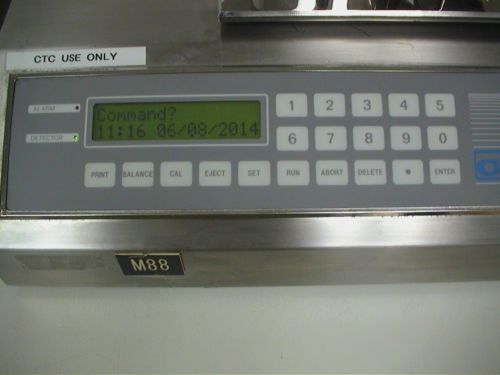 CTC USE ONLY
ALARM
DETECTOR
Command?
11:16 06/08/2014
1 2 3 4 5
6 7 8 9 0
PRINT BALANCE CAL EJECT SET RUN ABORT DELETE • ENTER
M88